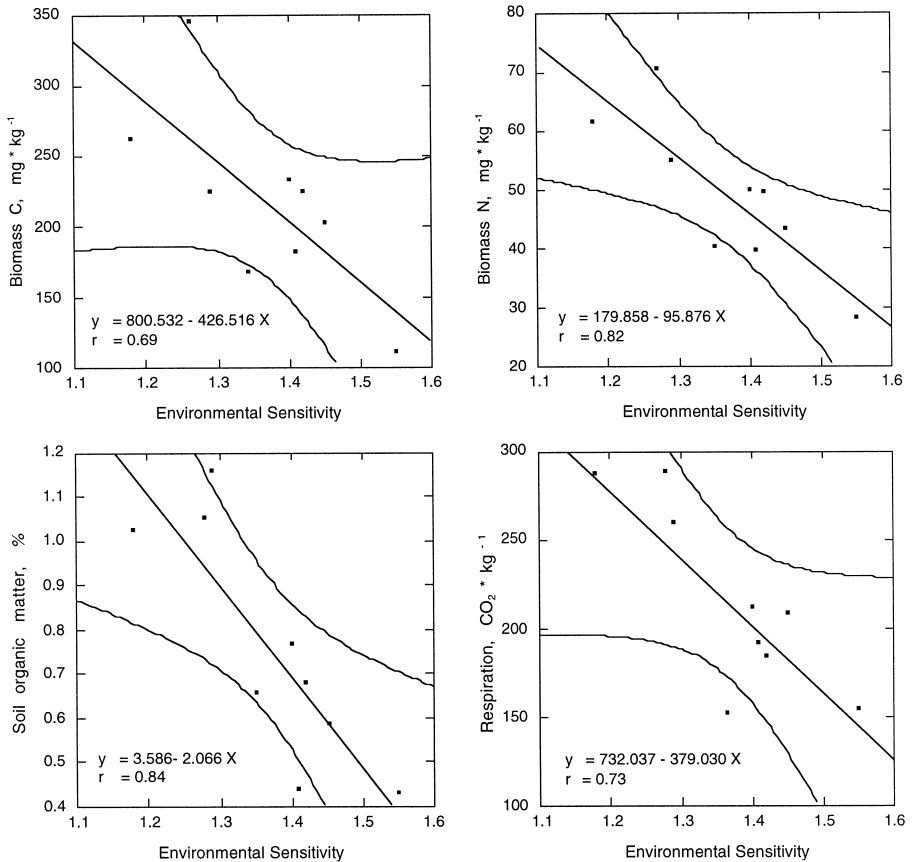 Biomass C, mg * kg⁻¹
350
300
250
200
150
100
y = 800.532 - 426.516 X
r = 0.69
1.1 1.2 1.3 1.4 1.5 1.6
Environmental Sensitivity
Biomass N, mg * kg⁻¹
80
70
60
50
40
30
20
y = 179.858 - 95.876 X
r = 0.82
1.1 1.2 1.3 1.4 1.5 1.6
Environmental Sensitivity
Soil organic matter, %
1.2
1.1
1.0
0.9
0.8
0.7
0.6
0.5
0.4
y = 3.586- 2.066 X
r = 0.84
1.1 1.2 1.3 1.4 1.5 1.6
Environmental Sensitivity
Respiration, CO₂ * kg⁻¹
300
250
200
150
100
y = 732.037 - 379.030 X
r = 0.73
1.1 1.2 1.3 1.4 1.5 1.6
Environmental Sensitivity